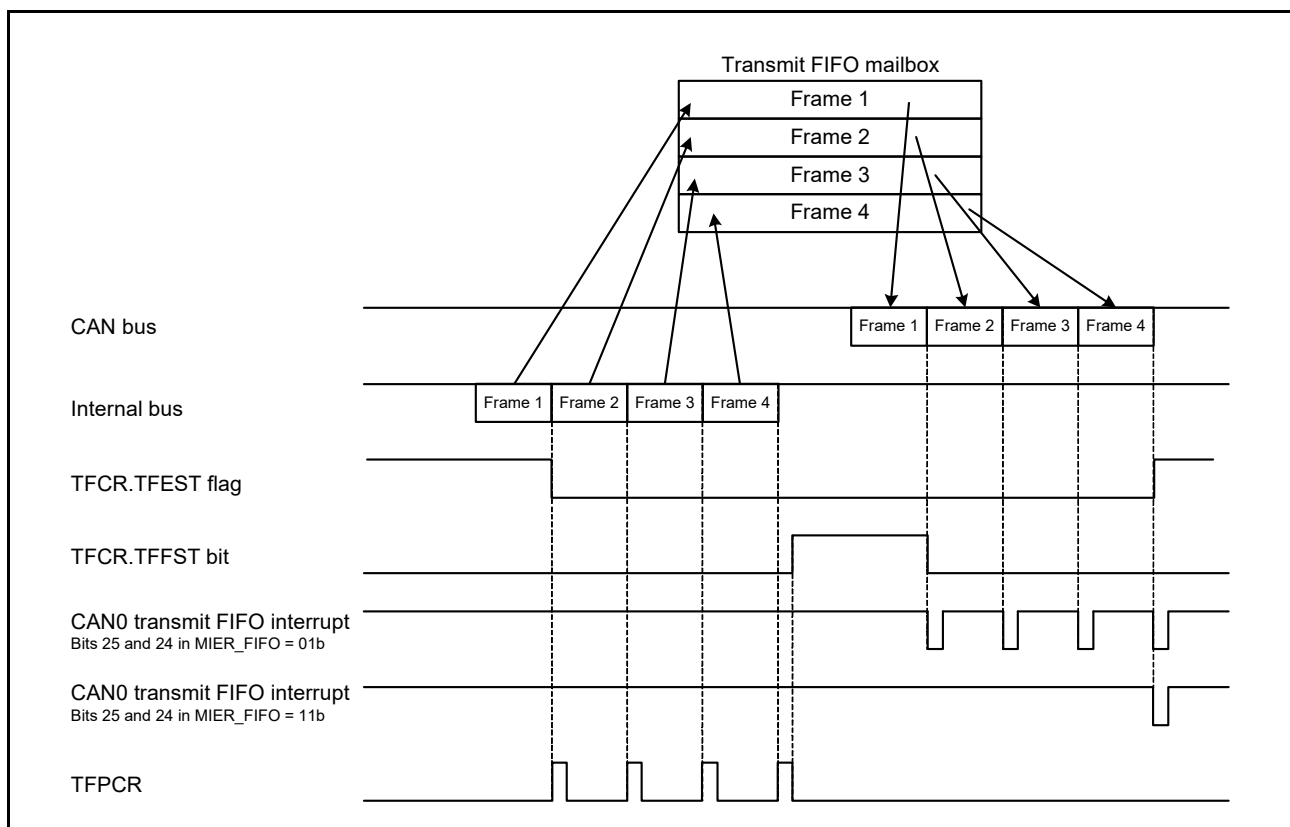 Transmit FIFO mailbox
Frame 1
Frame 2
Frame 3
Frame 4
CAN bus
Frame 1 Frame 2 Frame 3 Frame 4
Internal bus
Frame 1 Frame 2 Frame 3 Frame 4
TFCR.TFEST flag
TFCR.TFFST bit
CAN0 transmit FIFO interrupt
Bits 25 and 24 in MIER_FIFO = 01b
CAN0 transmit FIFO interrupt
Bits 25 and 24 in MIER_FIFO = 11b
TFPCR